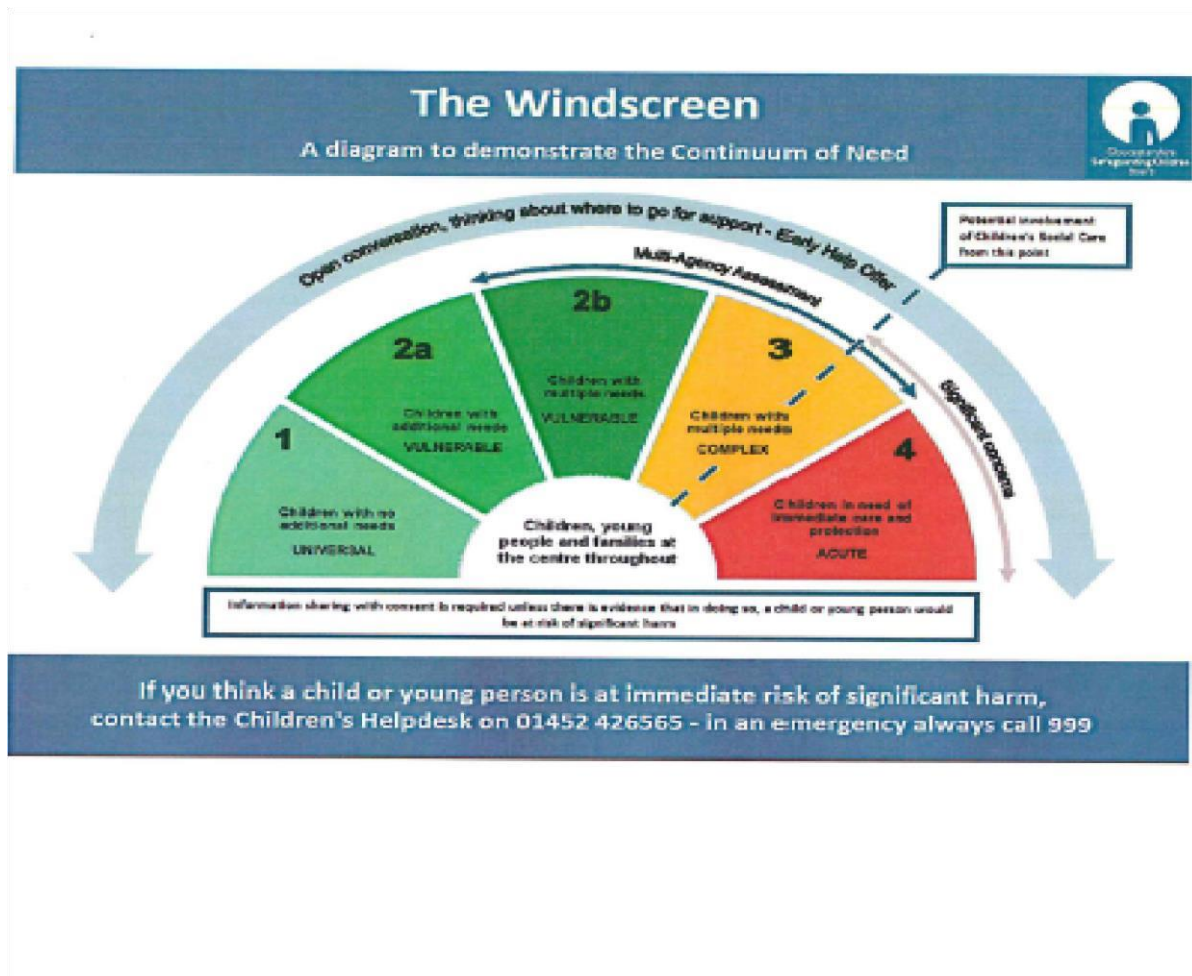 The Windscreen
A diagram to demonstrate the Continuum of Need
Gloucestershire
Safeguarding Children
Board
Potential involvement
of Children's Social Care
from this point
Open conversation, thinking about where to go for support - Early Help Offer
Multi-Agency Assessment
Significant concerns
1
Children with no
additional needs
UNIVERSAL
2a
Children with
additional needs
VULNERABLE
2b
Children with
multiple needs
VULNERABLE
3
Children with
multiple needs
COMPLEX
4
Children in need of
immediate care and
protection
ACUTE
Children, young
people and families at
the centre throughout
Information sharing with consent is required unless there is evidence that in doing so, a child or young person would
be at risk of significant harm
If you think a child or young person is at immediate risk of significant harm,
contact the Children's Helpdesk on 01452 426565 - in an emergency always call 999